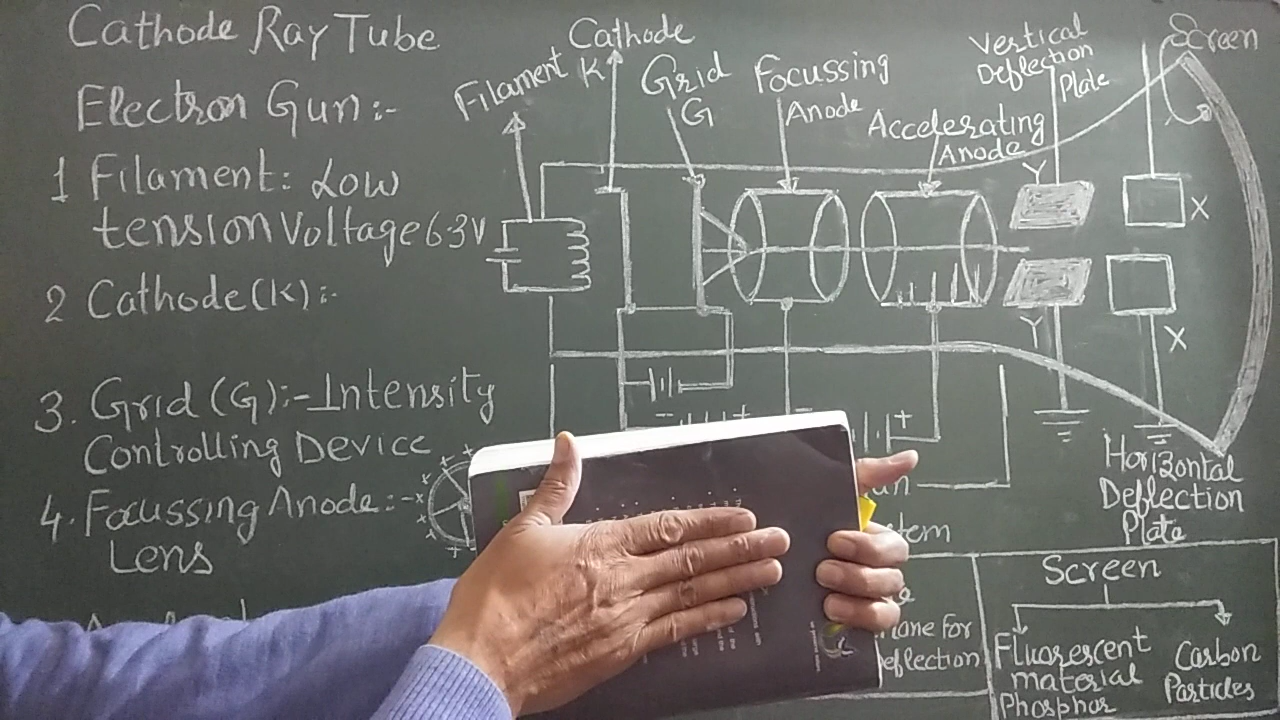 Cathode Ray Tube
Electron Gun:-
1 Filament: Low
tension Voltage 6.3V
2 Cathode(K):-
3. Grid (G):-Intensity
Controlling Device
4. Focussing Anode:-
Lens
Filament
Cathode
K
Grid
G
Focussing
Anode
Accelerating
Anode
Vertical
Deflection
Plate
Screen
Y
X
Y
X
+
+
Horizontal
Deflection
Plate
Screen
Fluorescent
material
Phosphor
Carbon
Particles
for